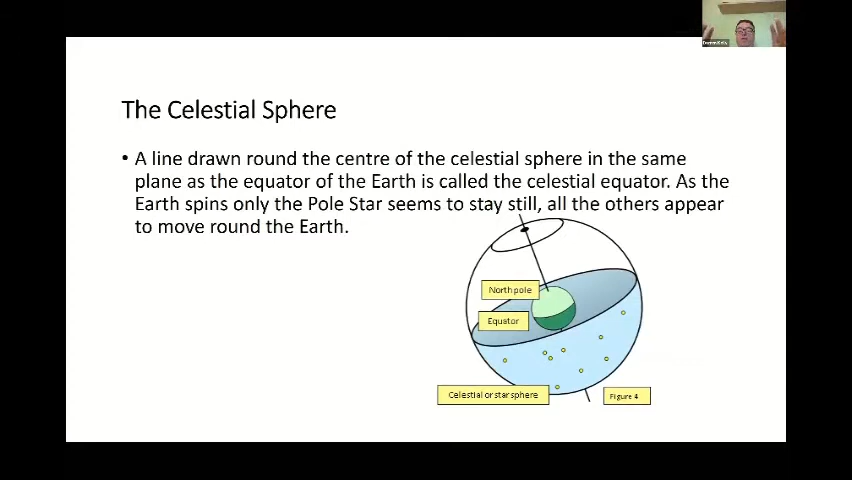 The Celestial Sphere
• A line drawn round the centre of the celestial sphere in the same
plane as the equator of the Earth is called the celestial equator. As the
Earth spins only the Pole Star seems to stay still, all the others appear
to move round the Earth.
North pole
Equator
Celestial or star sphere
Figure 4